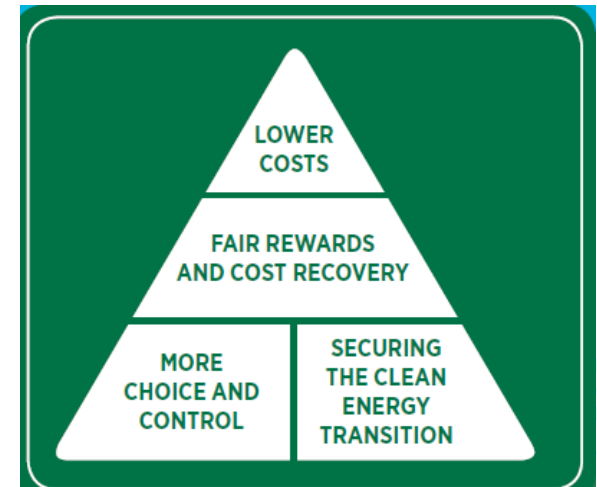 LOWER
COSTS
FAIR REWARDS
AND COST RECOVERY
MORE
CHOICE AND
CONTROL
SECURING
THE CLEAN
ENERGY
TRANSITION